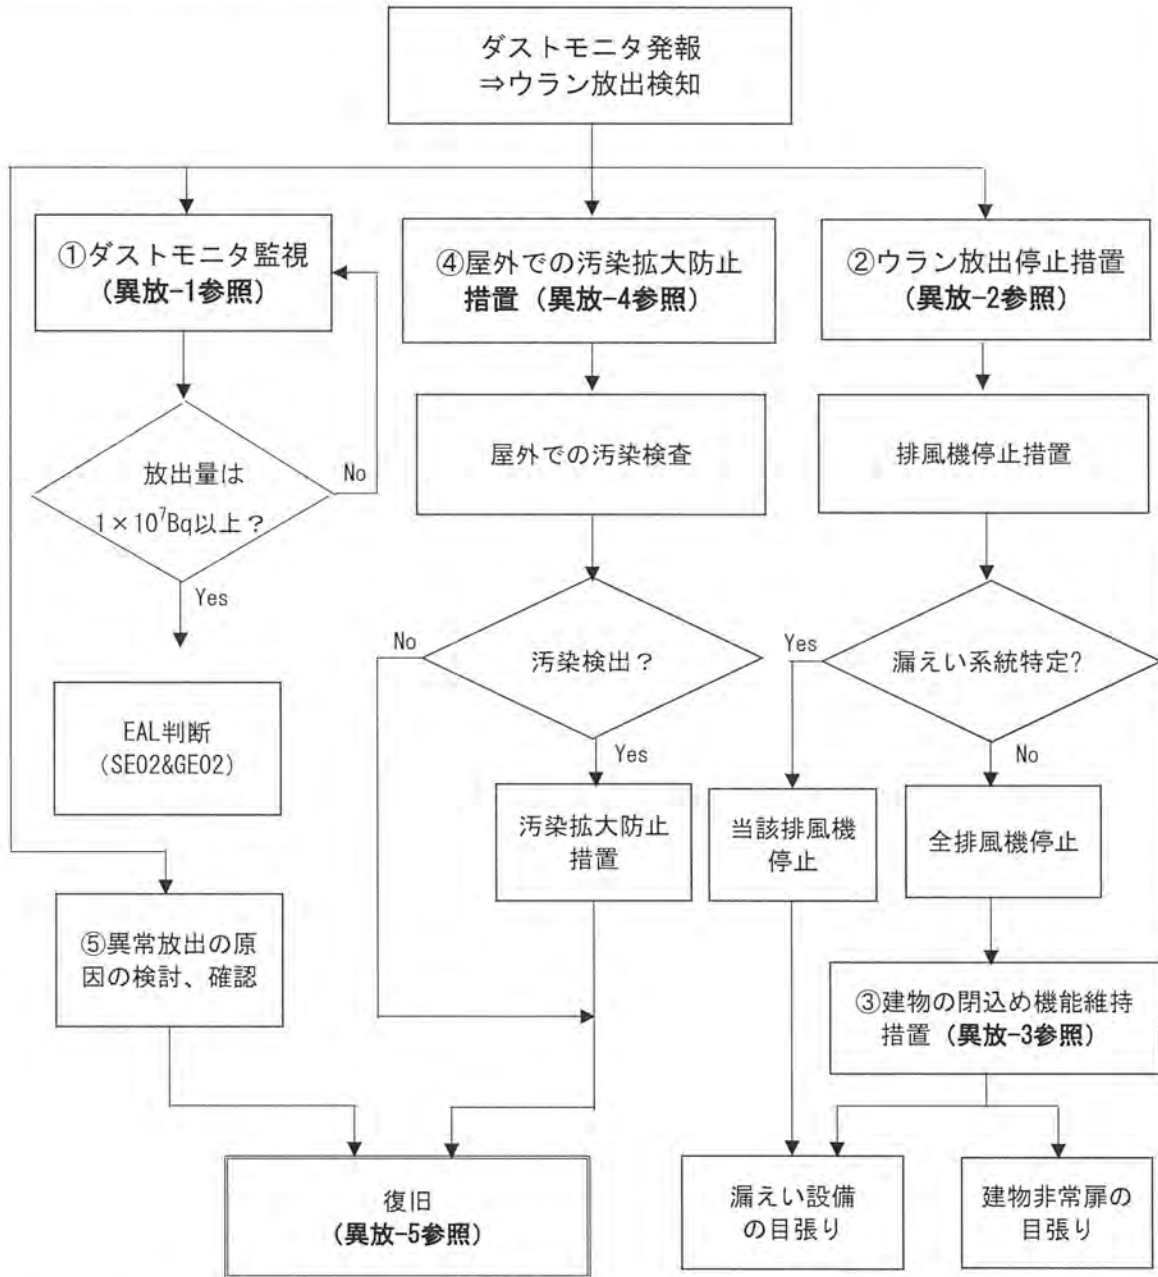 ダストモニタ発報
⇒ウラン放出検知
①ダストモニタ監視
(異放-1参照)
④屋外での汚染拡大防止
措置(異放-4参照)
②ウラン放出停止措置
(異放-2参照)
放出量は
1×10⁷Bq以上？
No
Yes
屋外での汚染検査
排風機停止措置
汚染検出？
No
Yes
漏えい系統特定?
Yes
No
EAL判断
(SE02&GE02)
汚染拡大防止
措置
当該排風機
停止
全排風機停止
⑤異常放出の原
因の検討、確認
③建物の閉込め機能維持
措置(異放-3参照)
復旧
(異放-5参照)
漏えい設備
の目張り
建物非常扉の
目張り